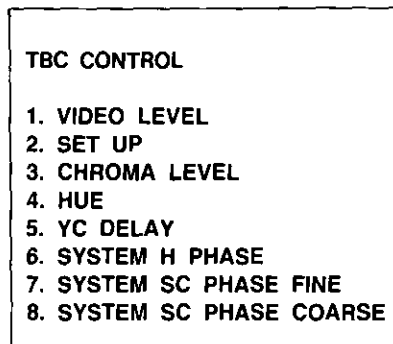 TBC CONTROL
1. VIDEO LEVEL
2. SET UP
3. CHROMA LEVEL
4. HUE
5. YC DELAY
6. SYSTEM H PHASE
7. SYSTEM SC PHASE FINE
8. SYSTEM SC PHASE COARSE